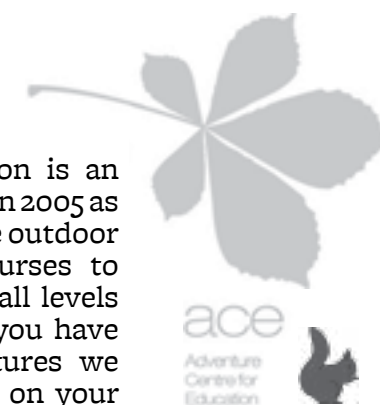 on is an
n 2005 as
e outdoor
urses to
all levels
you have
tures we
on your
ace
Adventure
Centre for
Education